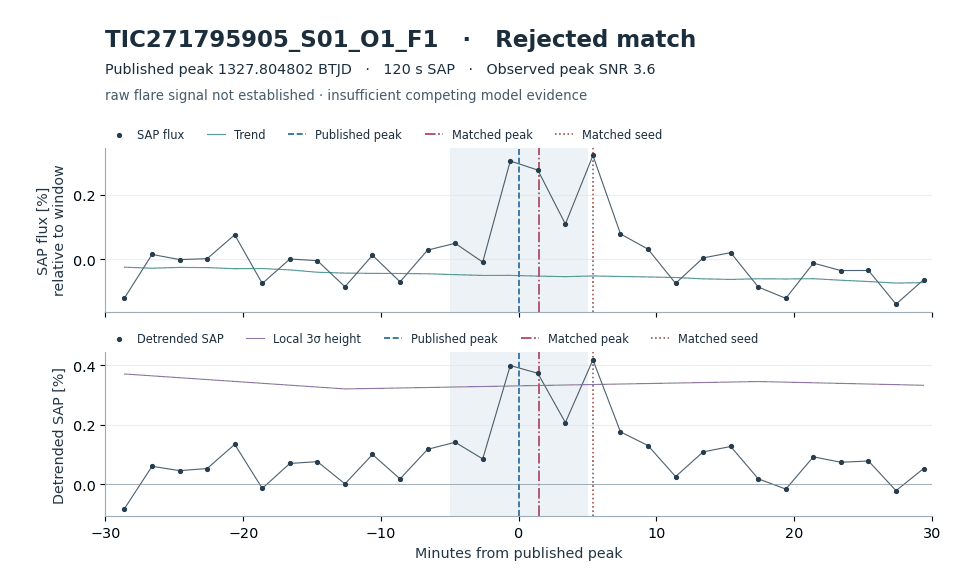 TIC271795905_S01_O1_F1 · Rejected match
Published peak 1327.804802 BTJD · 120 s SAP · Observed peak SNR 3.6
raw flare signal not established · insufficient competing model evidence
SAP flux Trend Published peak Matched peak Matched seed
SAP flux [%]
relative to window
0.2
0.0
Detrended SAP Local 3σ height Published peak Matched peak Matched seed
Detrended SAP [%]
0.4
0.2
0.0
−30 −20 −10 0 10 20 30
Minutes from published peak